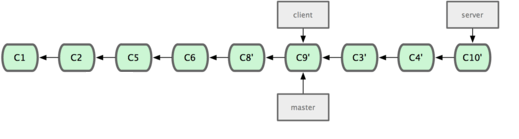 client server
C1 C2 C5 C6 C8' C9' C3' C4' C10'
master